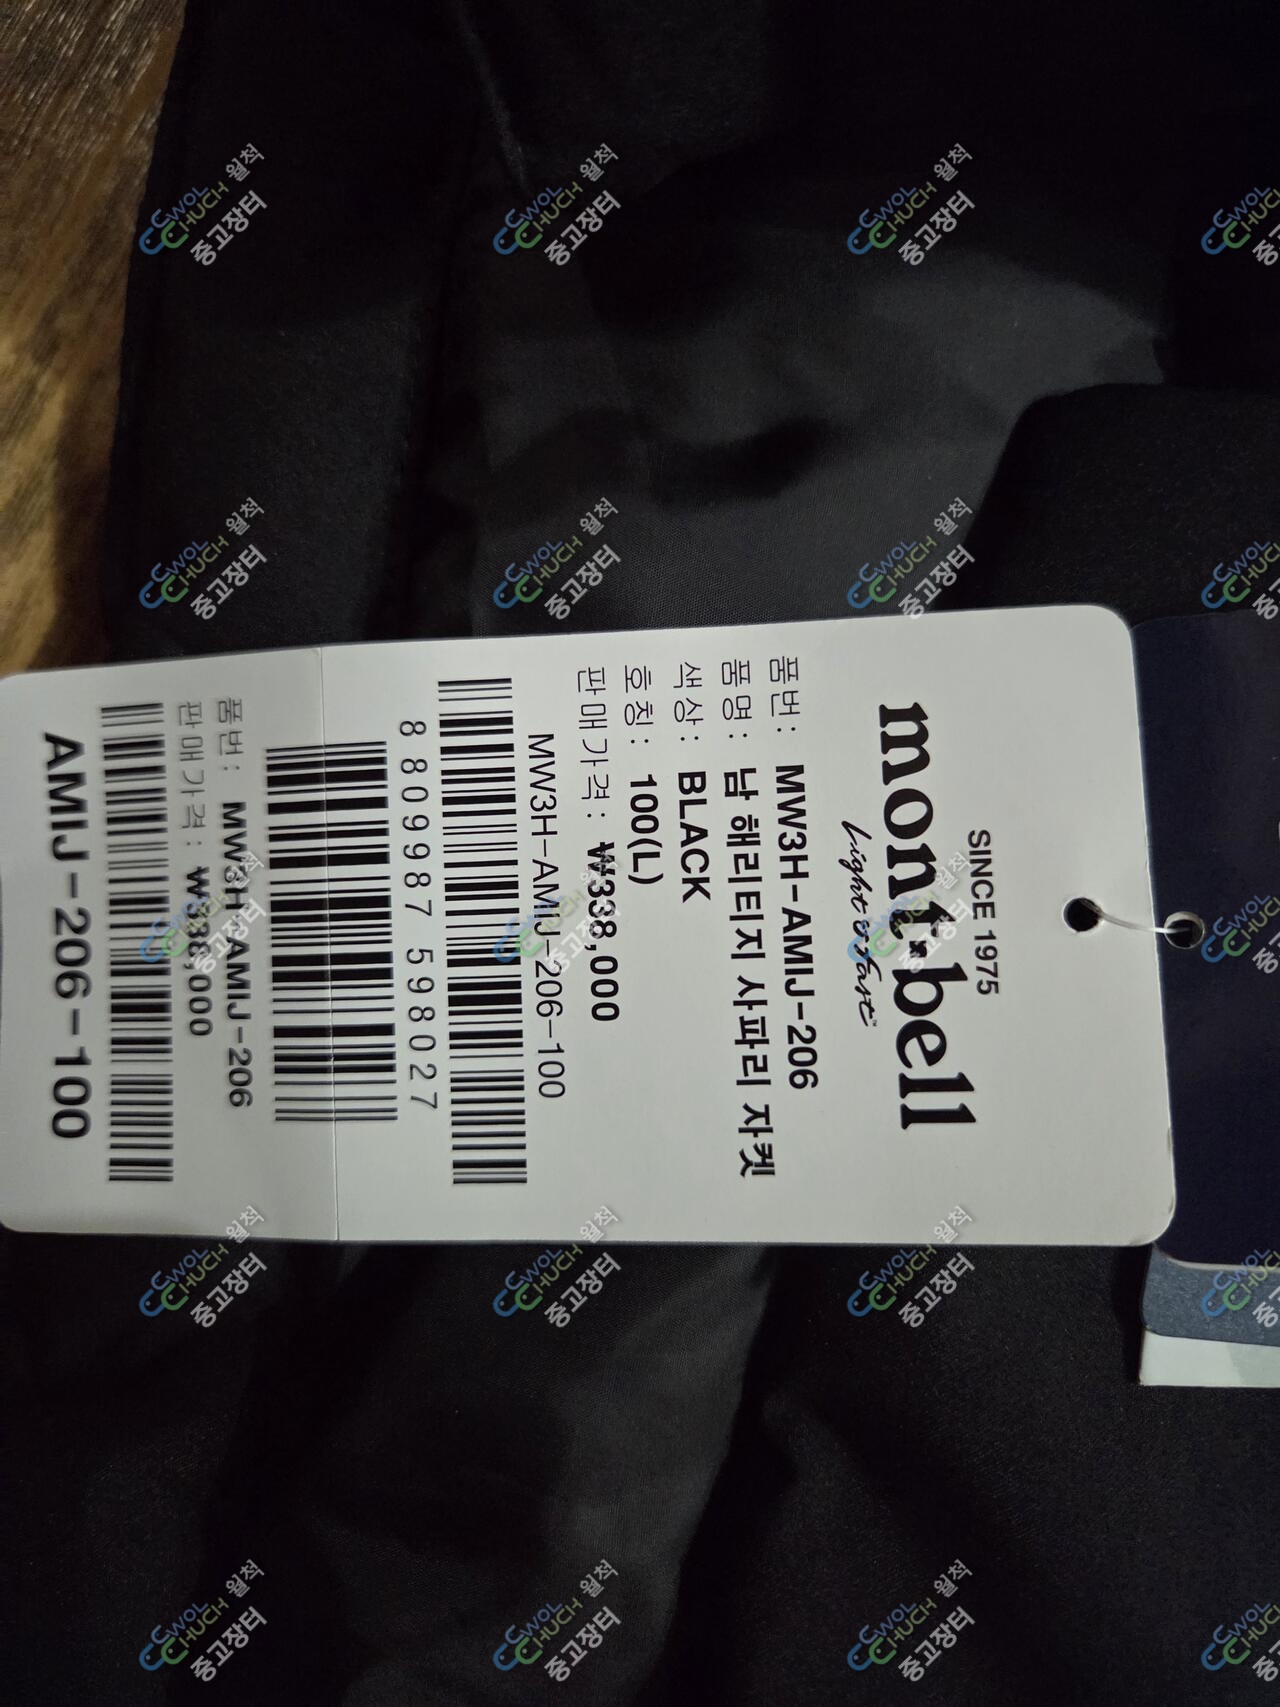 SINCE 1975
mont·bell
Light & Fast™
품번: MW3H-AMIJ-206
품명: 남 해리티지 사파리 자켓
색상: BLACK
호칭: 100(L)
판매가격: ₩338,000
MW3H-AMIJ-206-100
8 809987 598027
품번: MW3H-AMIJ-206
판매가격: ₩338,000
AMIJ-206-100
CWOL CHUCH 월척 중고장터